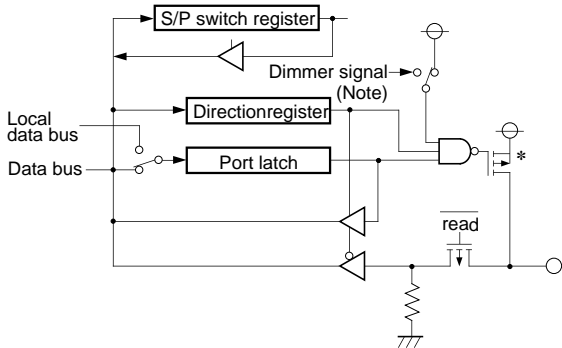 S/P switch register
Dimmer signal
(Note)
Local
data bus
Directionregister
Data bus
Port latch
*
read